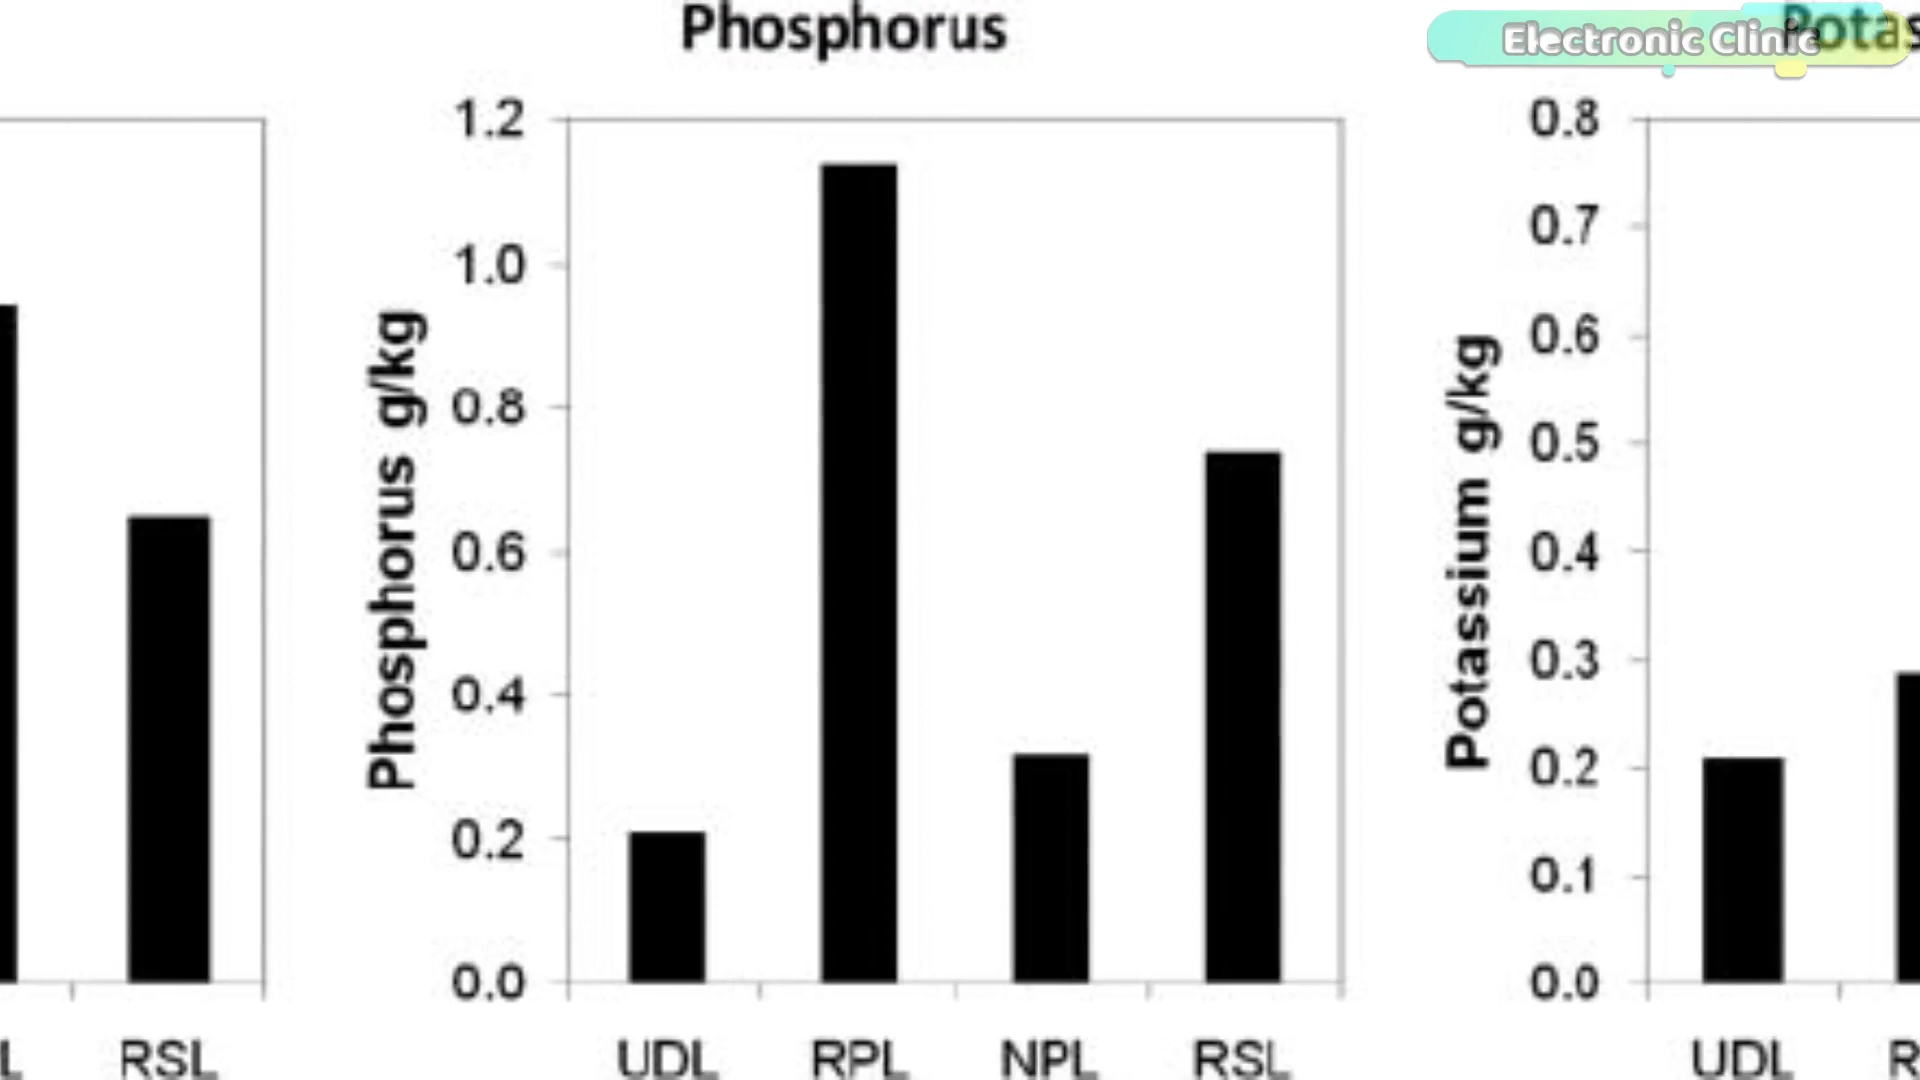 Phosphorus
Electronic Clinic
Potas
1.2
1.0
0.8
0.6
0.4
0.2
0.0
Phosphorus g/kg
0.8
0.7
0.6
0.5
0.4
0.3
0.2
0.1
0.0
Potassium g/kg
L
RSL
UDL
RPL
NPL
RSL
UDL
R